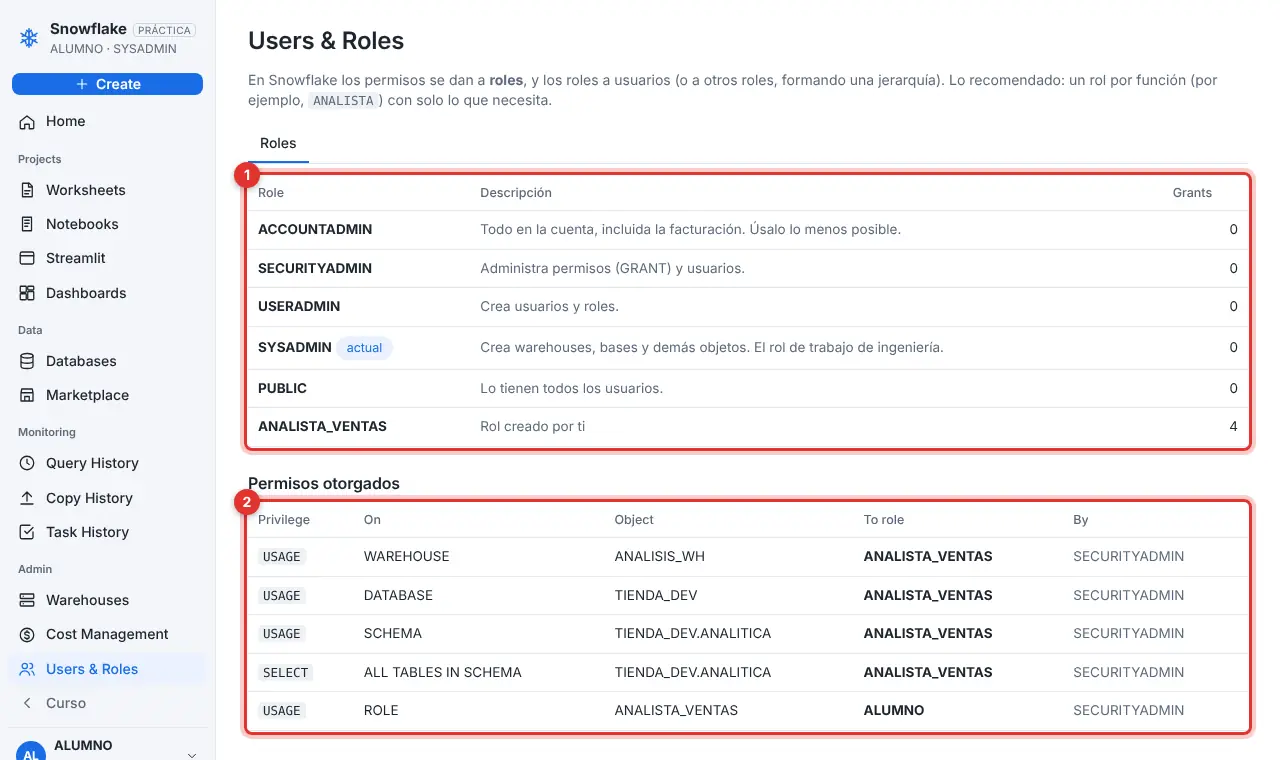 Snowflake PRÁCTICA
ALUMNO · SYSADMIN
+ Create
Home
Projects
Worksheets
Notebooks
Streamlit
Dashboards
Data
Databases
Marketplace
Monitoring
Query History
Copy History
Task History
Admin
Warehouses
Cost Management
Users & Roles
Curso
AL ALUMNO
Users & Roles
En Snowflake los permisos se dan a roles, y los roles a usuarios (o a otros roles, formando una jerarquía). Lo recomendado: un rol por función (por
ejemplo, ANALISTA ) con solo lo que necesita.
Roles
1
Role Descripción Grants
ACCOUNTADMIN Todo en la cuenta, incluida la facturación. Úsalo lo menos posible. 0
SECURITYADMIN Administra permisos (GRANT) y usuarios. 0
USERADMIN Crea usuarios y roles. 0
SYSADMIN actual Crea warehouses, bases y demás objetos. El rol de trabajo de ingeniería. 0
PUBLIC Lo tienen todos los usuarios. 0
ANALISTA_VENTAS Rol creado por ti 4
Permisos otorgados
2
Privilege On Object To role By
USAGE WAREHOUSE ANALISIS_WH ANALISTA_VENTAS SECURITYADMIN
USAGE DATABASE TIENDA_DEV ANALISTA_VENTAS SECURITYADMIN
USAGE SCHEMA TIENDA_DEV.ANALITICA ANALISTA_VENTAS SECURITYADMIN
SELECT ALL TABLES IN SCHEMA TIENDA_DEV.ANALITICA ANALISTA_VENTAS SECURITYADMIN
USAGE ROLE ANALISTA_VENTAS ALUMNO SECURITYADMIN